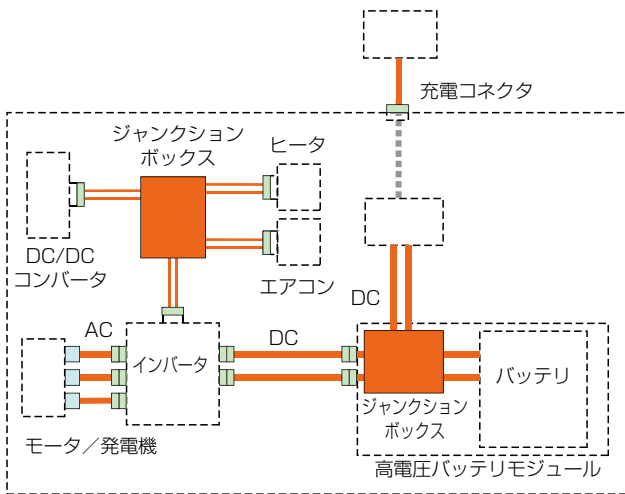 充電コネクタ
ジャンクション
ボックス
ヒータ
DC/DC
コンバータ
エアコン
DC
AC
インバータ
DC
バッテリ
ジャンクション
ボックス
モータ／発電機
高電圧バッテリモジュール